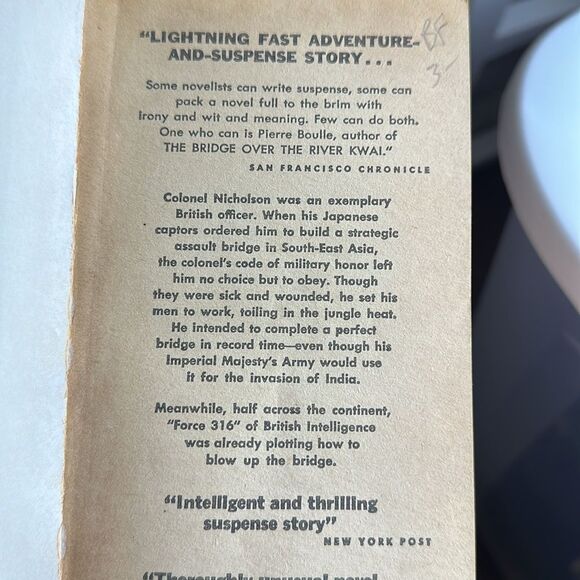 "LIGHTNING FAST ADVENTURE-
AND-SUSPENSE STORY...
BF
3-
Some novelists can write suspense, some can
pack a novel full to the brim with
irony and wit and meaning. Few can do both.
One who can is Pierre Boulle, author of
THE BRIDGE OVER THE RIVER KWAI."
SAN FRANCISCO CHRONICLE
Colonel Nicholson was an exemplary
British officer. When his Japanese
captors ordered him to build a strategic
assault bridge in South-East Asia,
the colonel's code of military honor left
him no choice but to obey. Though
they were sick and wounded, he set his
men to work, toiling in the jungle heat.
He intended to complete a perfect
bridge in record time—even though his
Imperial Majesty's Army would use
it for the invasion of India.
Meanwhile, half across the continent,
"Force 316" of British Intelligence
was already plotting how to
blow up the bridge.
"Intelligent and thrilling
suspense story"
NEW YORK POST
"Thoroughly unusual novel